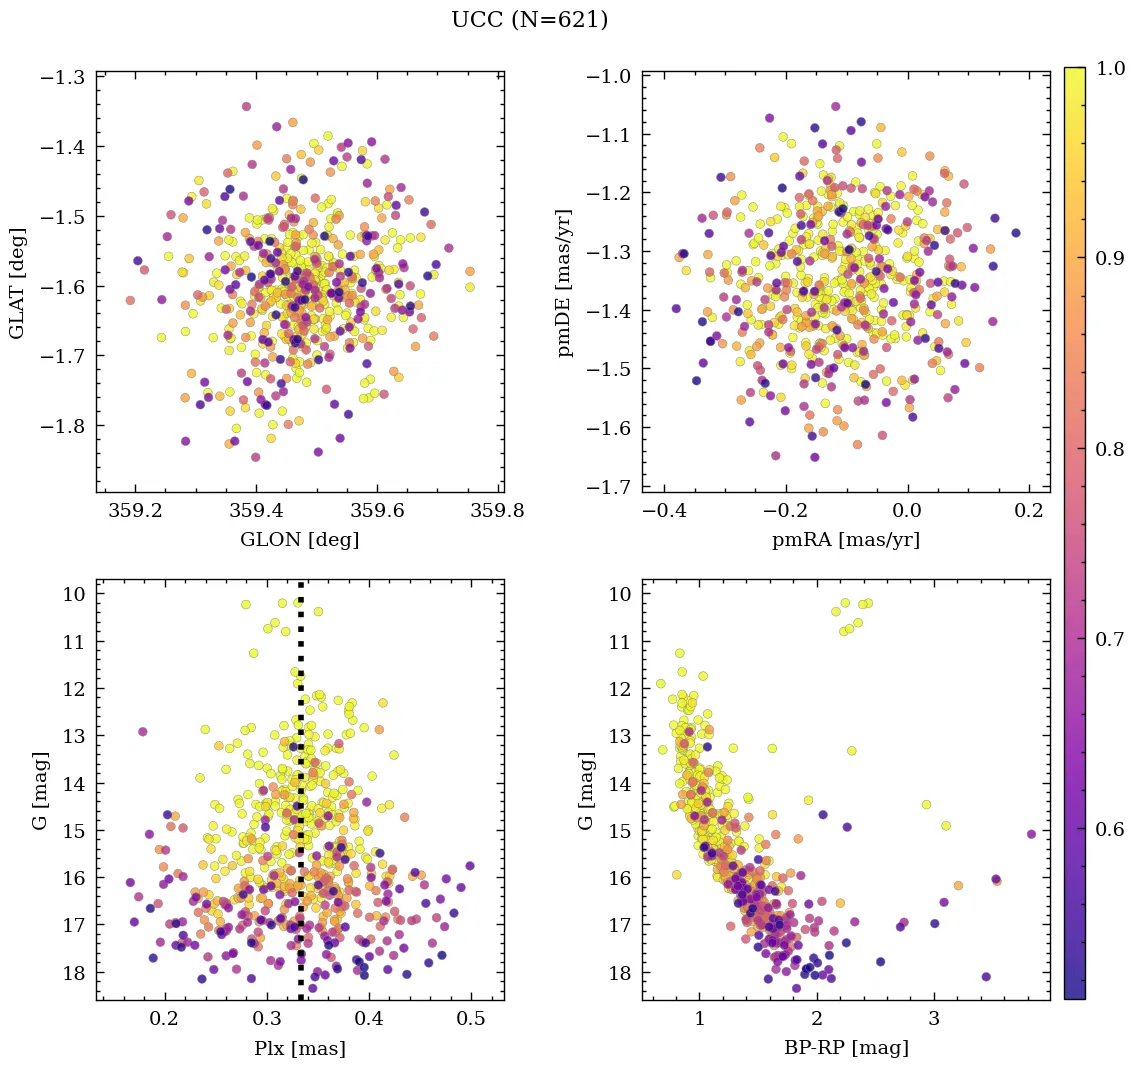 UCC (N=621)
−1.3
−1.4
−1.5
−1.6
−1.7
−1.8
GLAT [deg]
359.2 359.4 359.6 359.8
GLON [deg]
−1.0
−1.1
−1.2
−1.3
−1.4
−1.5
−1.6
−1.7
pmDE [mas/yr]
−0.4 −0.2 0.0 0.2
pmRA [mas/yr]
1.0
0.9
0.8
0.7
0.6
10
11
12
13
14
15
16
17
18
G [mag]
0.2 0.3 0.4 0.5
Plx [mas]
10
11
12
13
14
15
16
17
18
G [mag]
1 2 3
BP-RP [mag]